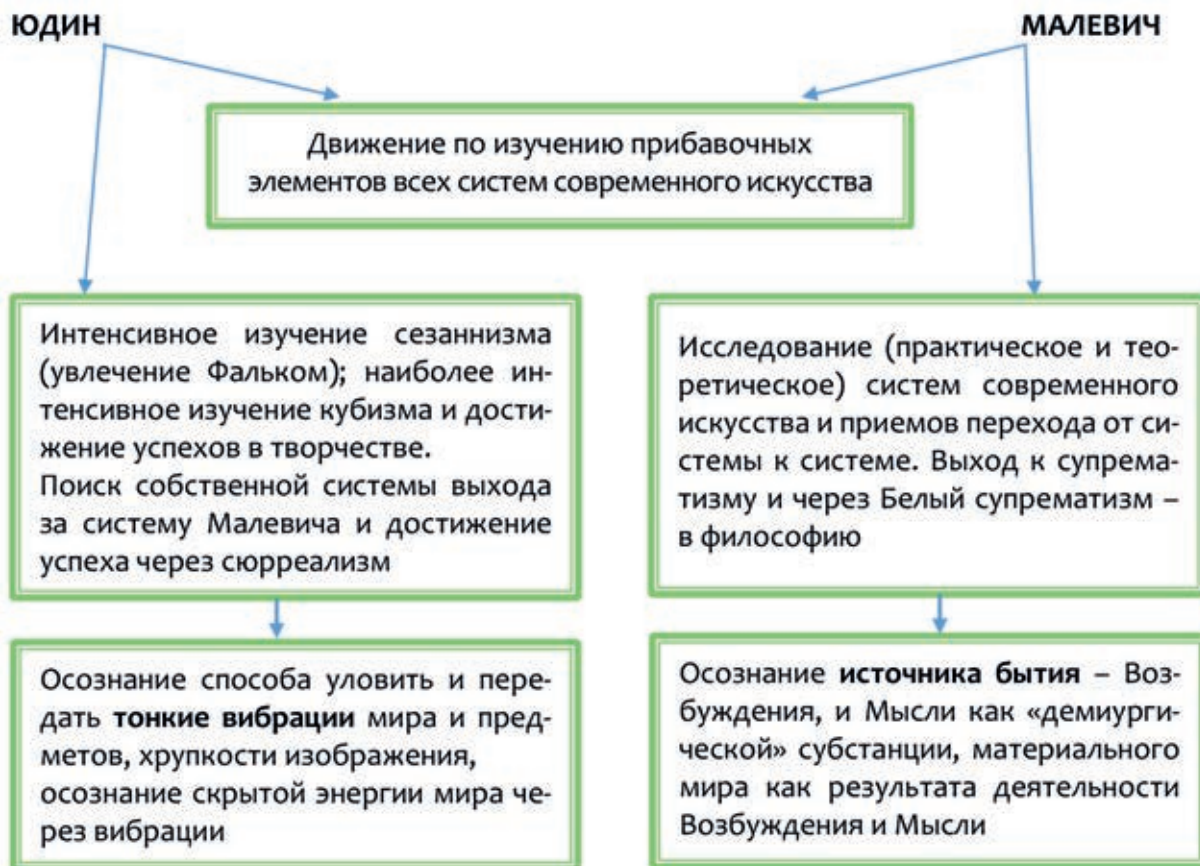 ЮДИН
МАЛЕВИЧ
Движение по изучению прибавочных
элементов всех систем современного искусства
Интенсивное изучение сезаннизма
(увлечение Фальком); наиболее ин-
тенсивное изучение кубизма и дости-
жение успехов в творчестве.
Поиск собственной системы выхода
за систему Малевича и достижение
успеха через сюрреализм
Исследование (практическое и тео-
ретическое) систем современного
искусства и приемов перехода от си-
стемы к системе. Выход к супрема-
тизму и через Белый супрематизм –
в философию
Осознание способа уловить и пере-
дать тонкие вибрации мира и пред-
метов, хрупкости изображения,
осознание скрытой энергии мира че-
рез вибрации
Осознание источника бытия – Воз-
буждения, и Мысли как «демиурги-
ческой» субстанции, материального
мира как результата деятельности
Возбуждения и Мысли